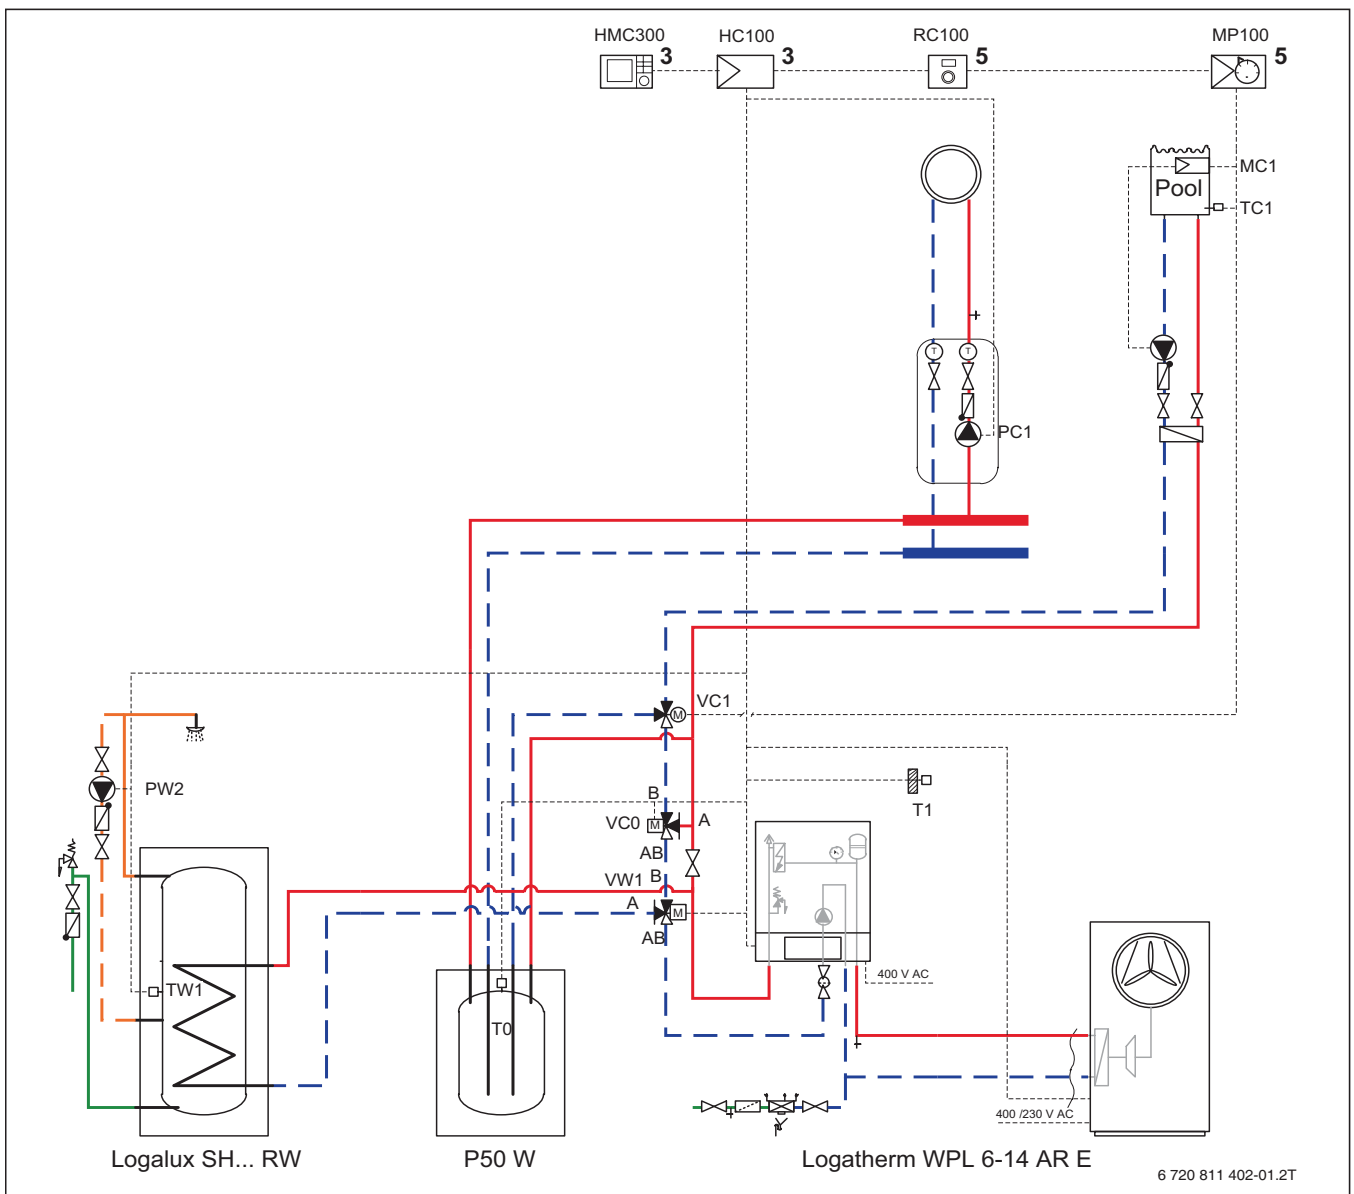 HMC300 HC100 RC100 MP100
3 3 5 5
MC1
Pool
TC1
T T
PC1
VC1
M
PW2
T1
B
VC0 M A
AB
VW1 B
A M
AB
400 V AC
TW1
T0
400 /230 V AC
Logalux SH... RW P50 W Logatherm WPL 6-14 AR E
6 720 811 402-01.2T